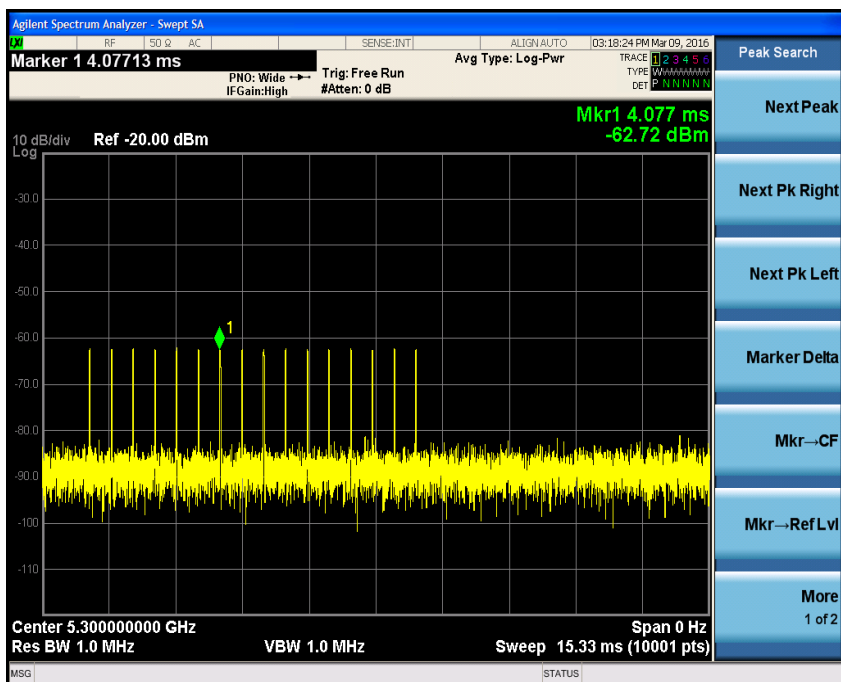 Agilent Spectrum Analyzer - Swept SA
LXI RF 50 Ω AC SENSE:INT ALIGN AUTO 03:18:24 PM Mar 09, 2016
Marker 1 4.07713 ms
PNO: Wide
IFGain:High
Trig: Free Run
#Atten: 0 dB
Avg Type: Log-Pwr
TRACE 1 2 3 4 5 6
TYPE WWWWWW
DET P N N N N N
Peak Search
Mkr1 4.077 ms
-62.72 dBm
10 dB/div Ref -20.00 dBm
Log
-30.0
-40.0
-50.0
-60.0
-70.0
-80.0
-90.0
-100
-110
1
Center 5.300000000 GHz Span 0 Hz
Res BW 1.0 MHz VBW 1.0 MHz Sweep 15.33 ms (10001 pts)
MSG STATUS
Next Peak
Next Pk Right
Next Pk Left
Marker Delta
Mkr→CF
Mkr→Ref Lvl
More
1 of 2